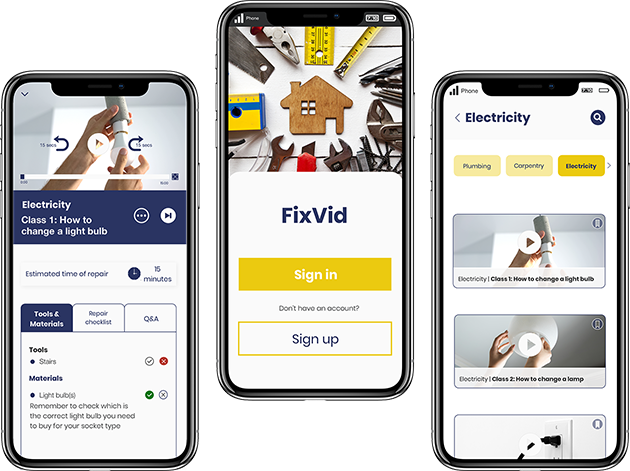 15 secs
15 secs
0:00
Electricity
Class 1: How to
change a light bulb
Estimated time of repair
15
minutes
Tools &
Materials
Repair
checklist
Q&A
Tools
Stairs
Materials
Light bulb(s)
Remember to check which is
the correct light bulb you need
to buy for your socket type
Phone
FixVid
Sign in
Don't have an account?
Sign up
Phone
Electricity
Plumbing
Carpentry
Electricity
Electricity | Class 1: How to change a light bulb
Electricity | Class 2: How to change a lamp